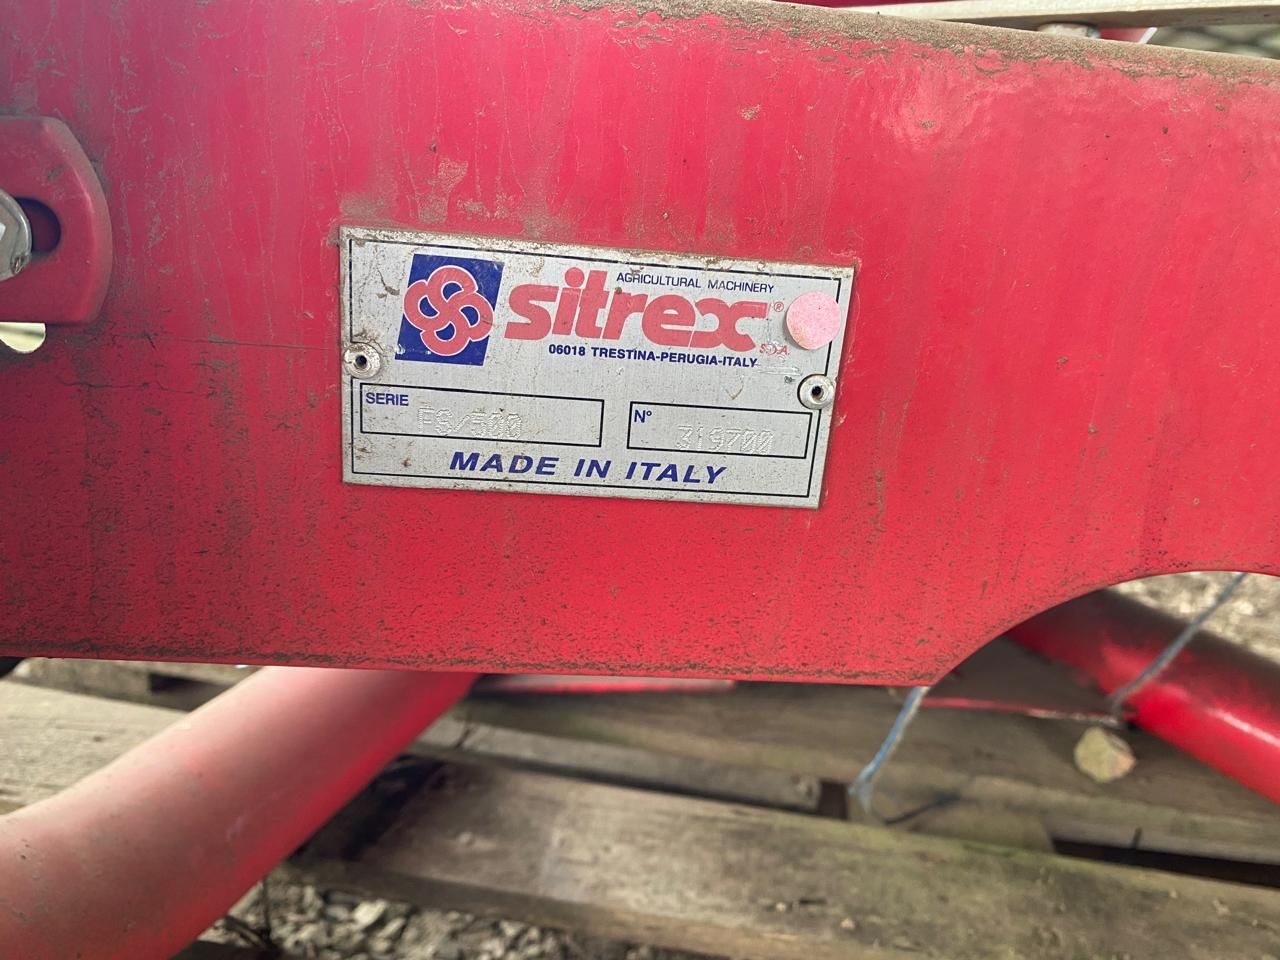 AGRICULTURAL MACHINERY
sitrex®
S.p.A.
06018 TRESTINA-PERUGIA-ITALY
SERIE FS/500
N° 319700
MADE IN ITALY